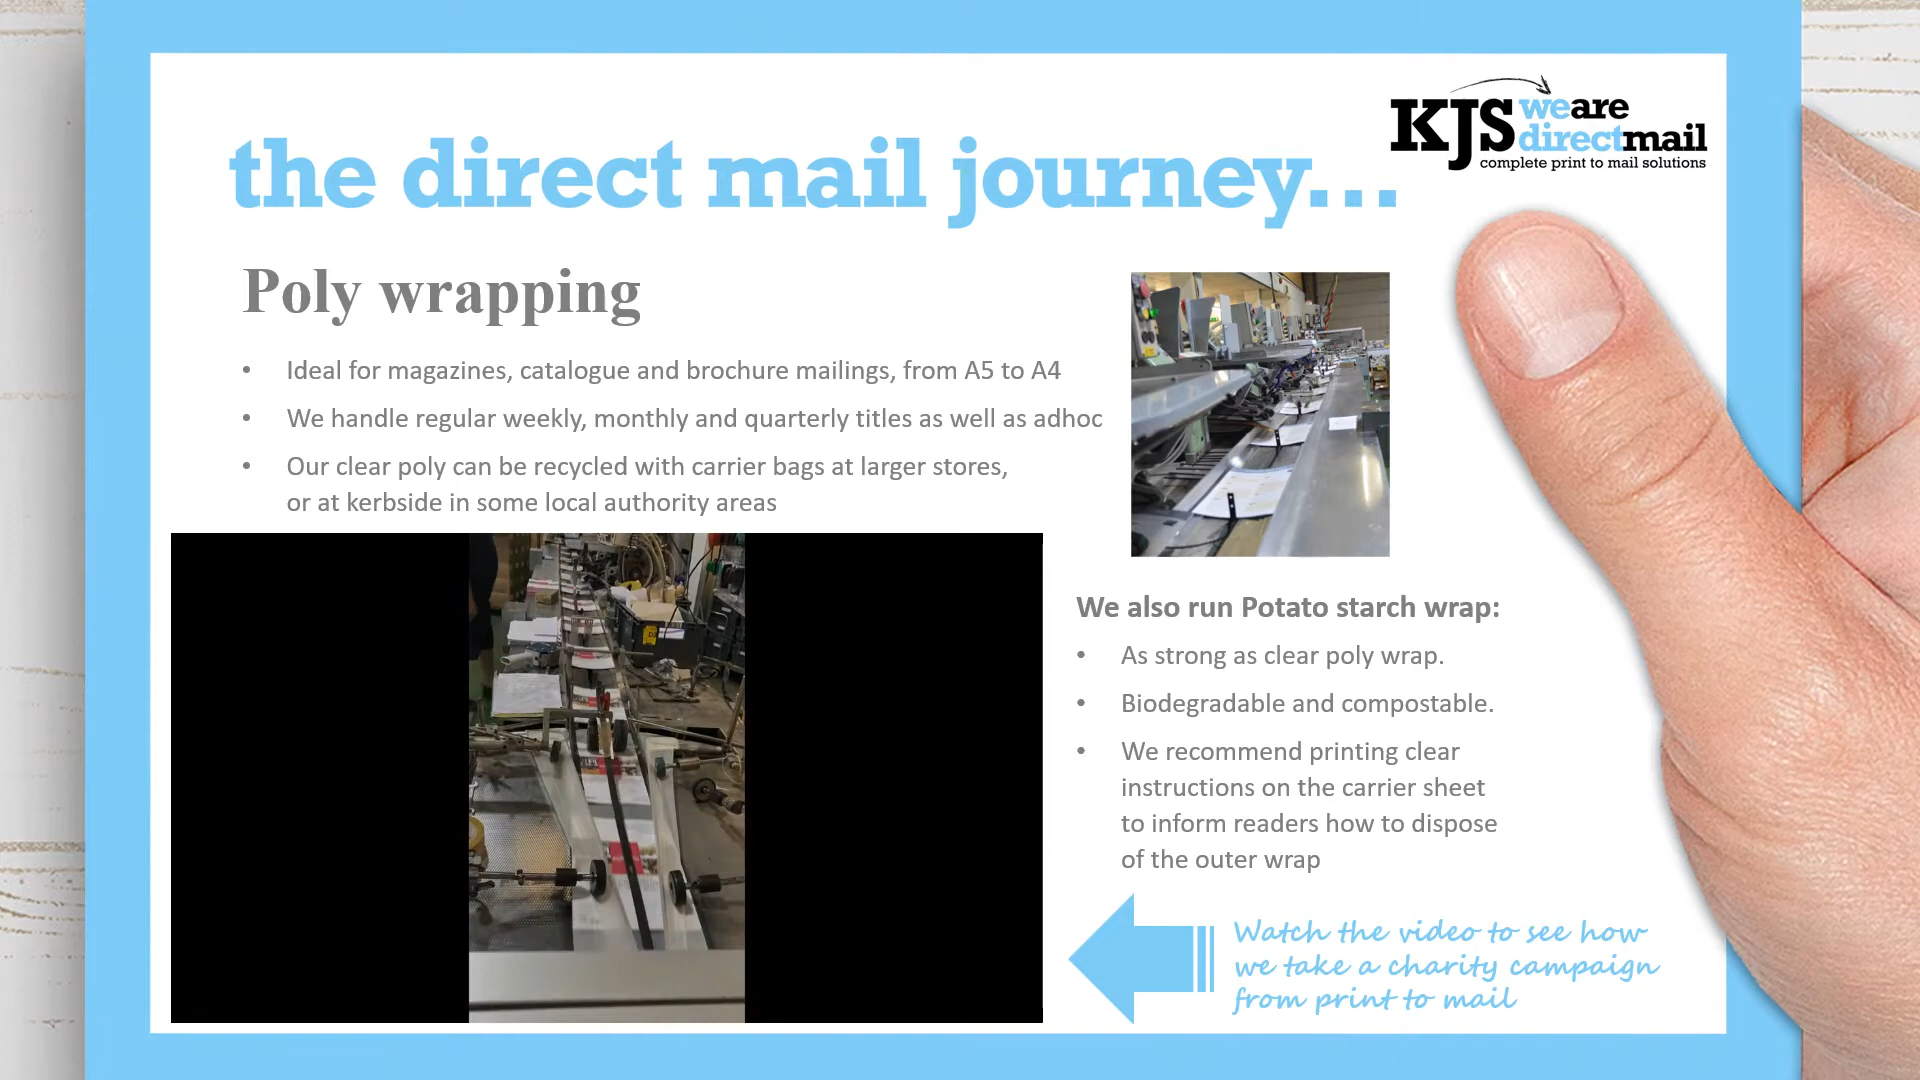 KJS weare
directmail
complete print to mail solutions
the direct mail journey...
Poly wrapping
• Ideal for magazines, catalogue and brochure mailings, from A5 to A4
• We handle regular weekly, monthly and quarterly titles as well as adhoc
• Our clear poly can be recycled with carrier bags at larger stores,
or at kerbside in some local authority areas
We also run Potato starch wrap:
• As strong as clear poly wrap.
• Biodegradable and compostable.
• We recommend printing clear
instructions on the carrier sheet
to inform readers how to dispose
of the outer wrap
Watch the video to see how
we take a charity campaign
from print to mail